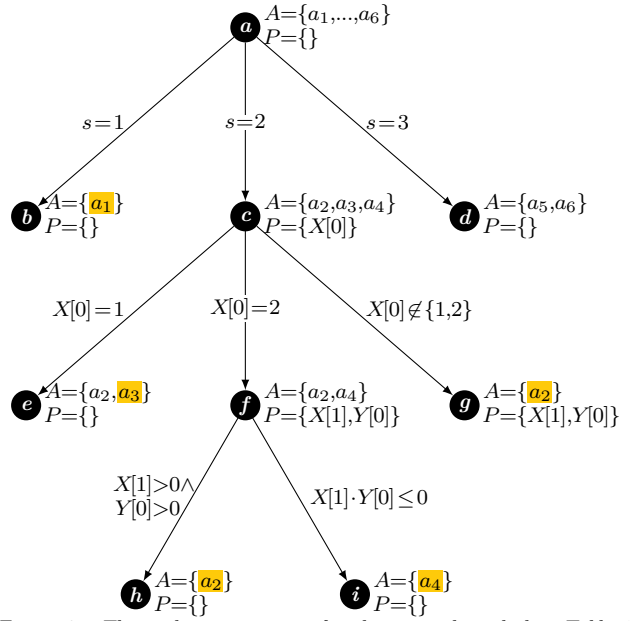 A={a₁,...,a₆}
a
P={}
s=1
s=2
s=3
A={a₁}
b
P={}
A={a₂,a₃,a₄}
c
P={X[0]}
A={a₅,a₆}
d
P={}
X[0]=1
X[0]=2
X[0]∉{1,2}
A={a₂,a₃}
e
P={}
A={a₂,a₄}
f
P={X[1],Y[0]}
A={a₂}
g
P={X[1],Y[0]}
X[1]>0∧
Y[0]>0
X[1]·Y[0]≤0
A={a₂}
h
P={}
A={a₄}
i
P={}